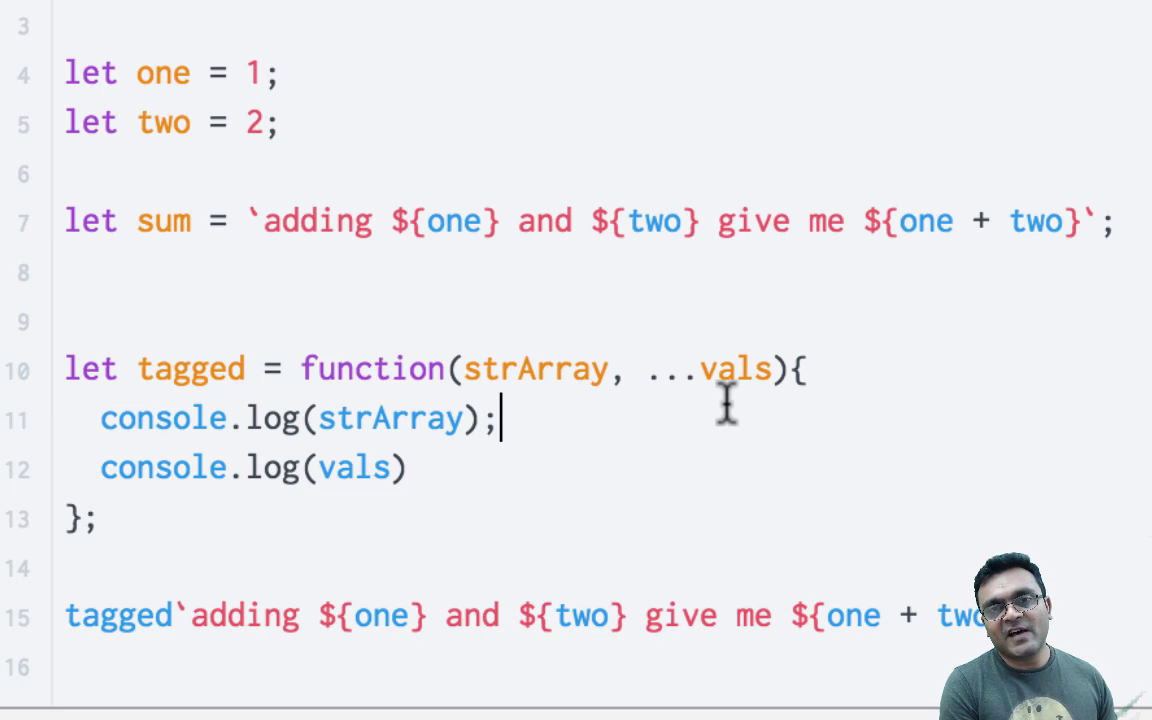 3
4 let one = 1;
5 let two = 2;
6
7 let sum = `adding ${one} and ${two} give me ${one + two}`;
8
9
10 let tagged = function(strArray, ...vals){
11 console.log(strArray);
12 console.log(vals)
13 };
14
15 tagged`adding ${one} and ${two} give me ${one +
16